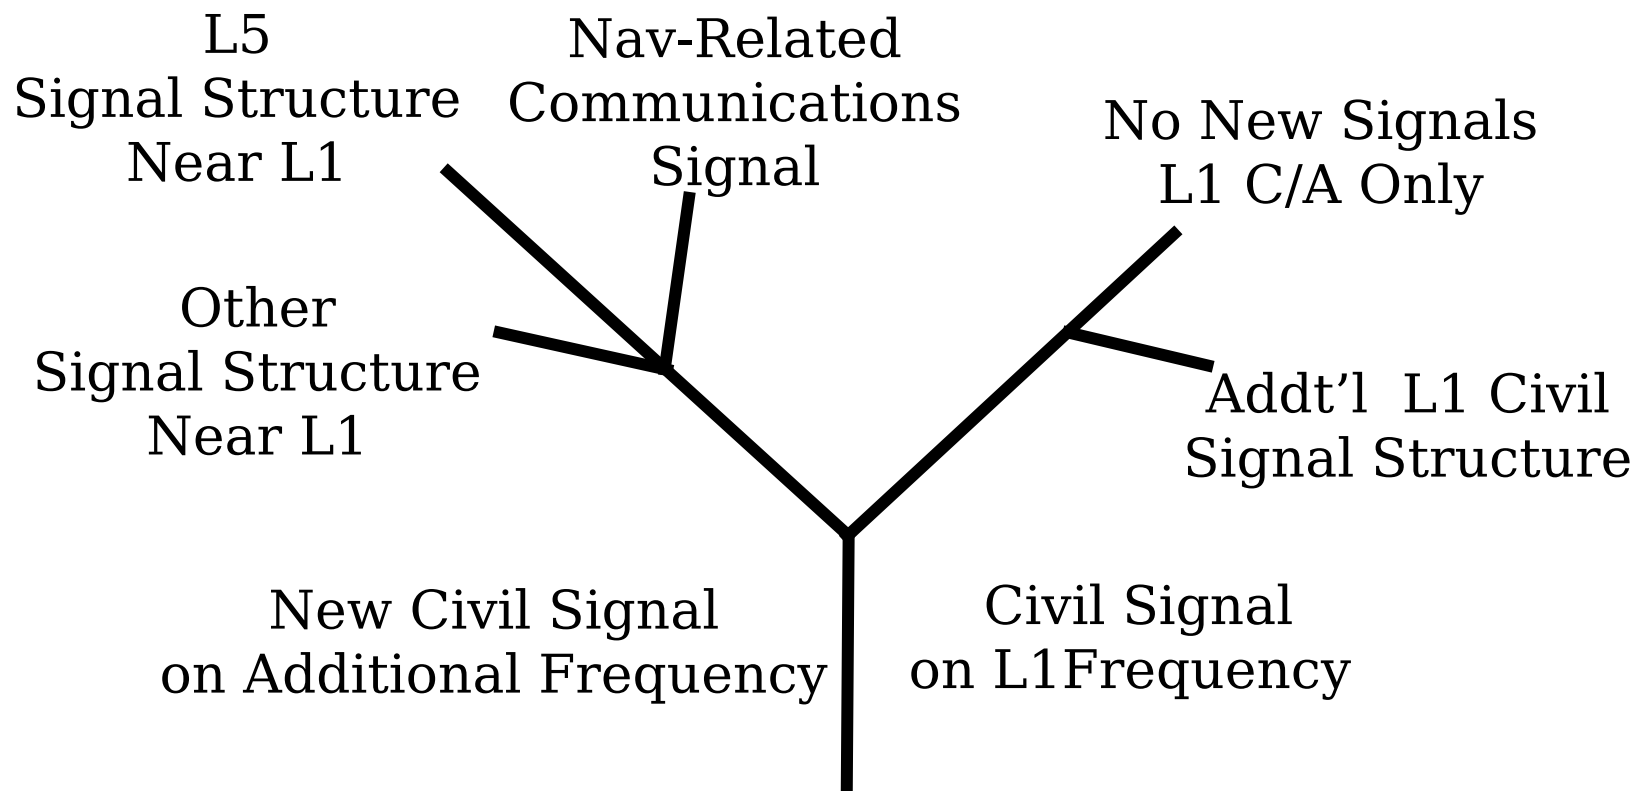 L5
Signal Structure
Near L1
Nav-Related
Communications
Signal
No New Signals
L1 C/A Only
Other
Signal Structure
Near L1
Addt’l  L1 Civil
Signal Structure
New Civil Signal
on Additional Frequency
Civil Signal
on L1Frequency